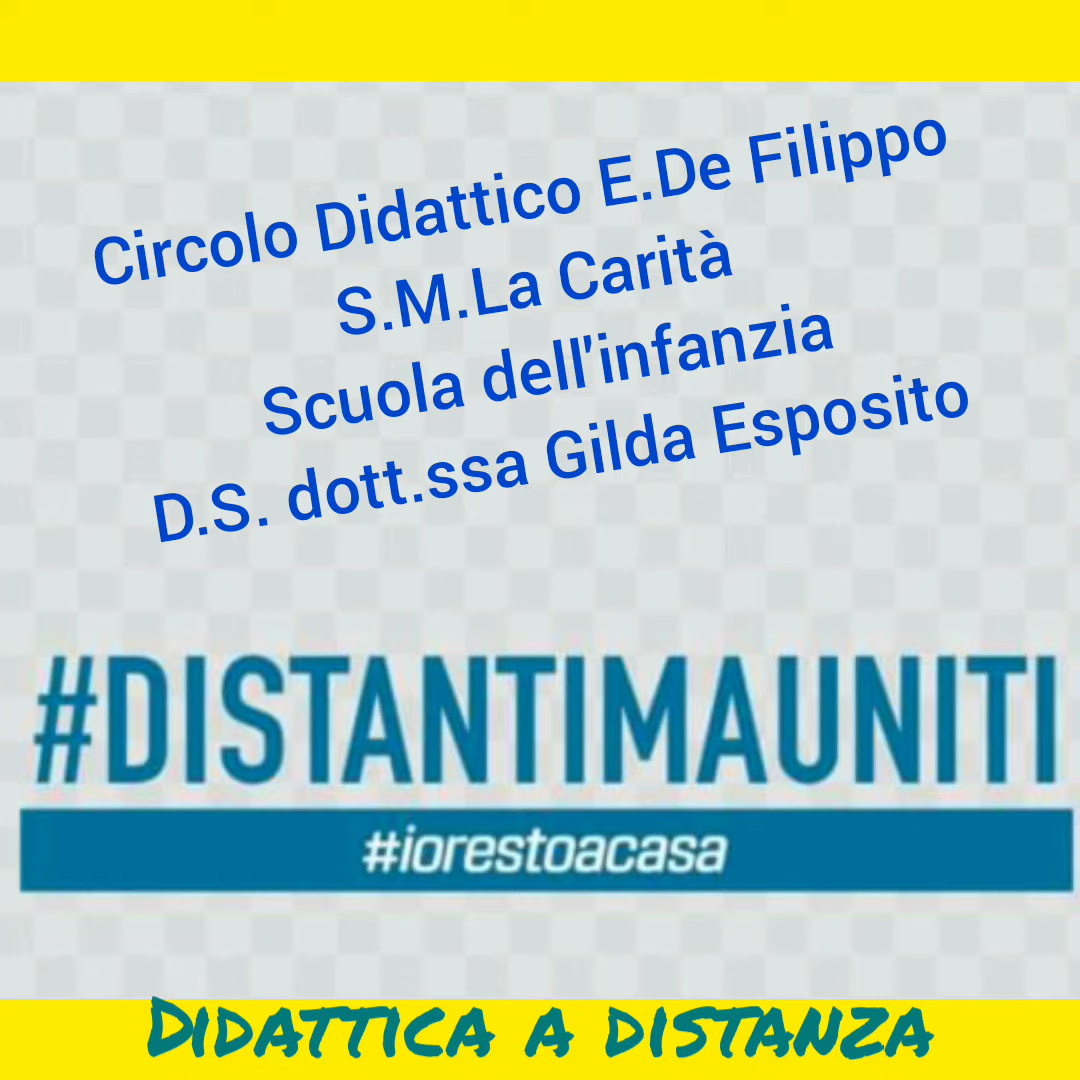 Circolo Didattico E.De Filippo
S.M.La Carità
Scuola dell'infanzia
D.S. dott.ssa Gilda Esposito
#DISTANTIMAUNITI
#iorestoacasa
DIDATTICA A DISTANZA